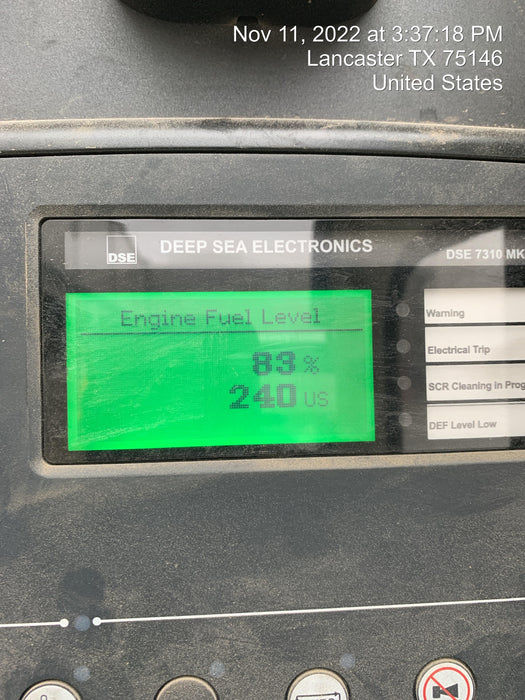 Nov 11, 2022 at 3:37:18 PM
Lancaster TX 75146
United States
DSE
DEEP SEA ELECTRONICS
DSE 7310 MK
Engine Fuel Level
83 %
240 US
Warning
Electrical Trip
SCR Cleaning in Prog
DEF Level Low